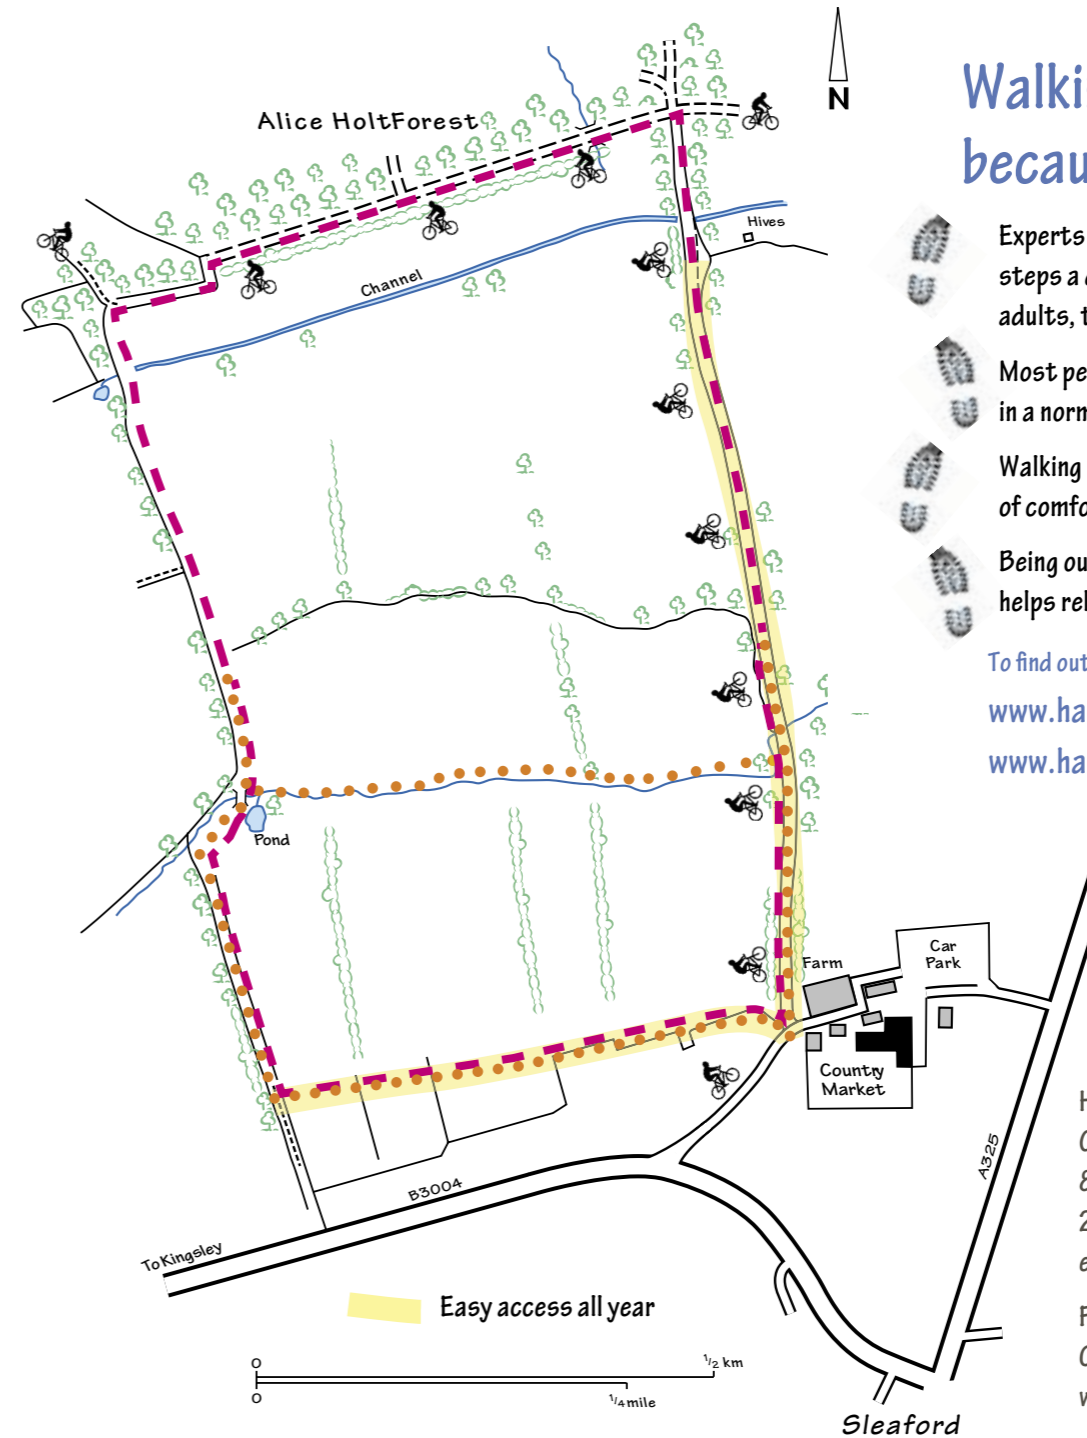 Alice HoltForest
N
Walki
becau
Hives
Channel
Experts
steps a
adults, t
Most pe
in a norn
Walking
of comfo
Being ou
helps rel
To find out
www.ha
www.ha
Pond
Farm
Car
Park
Country
Market
A325
B3004
To Kingsley
Easy access all year
0
1/2 km
0
1/4 mile
Sleaford